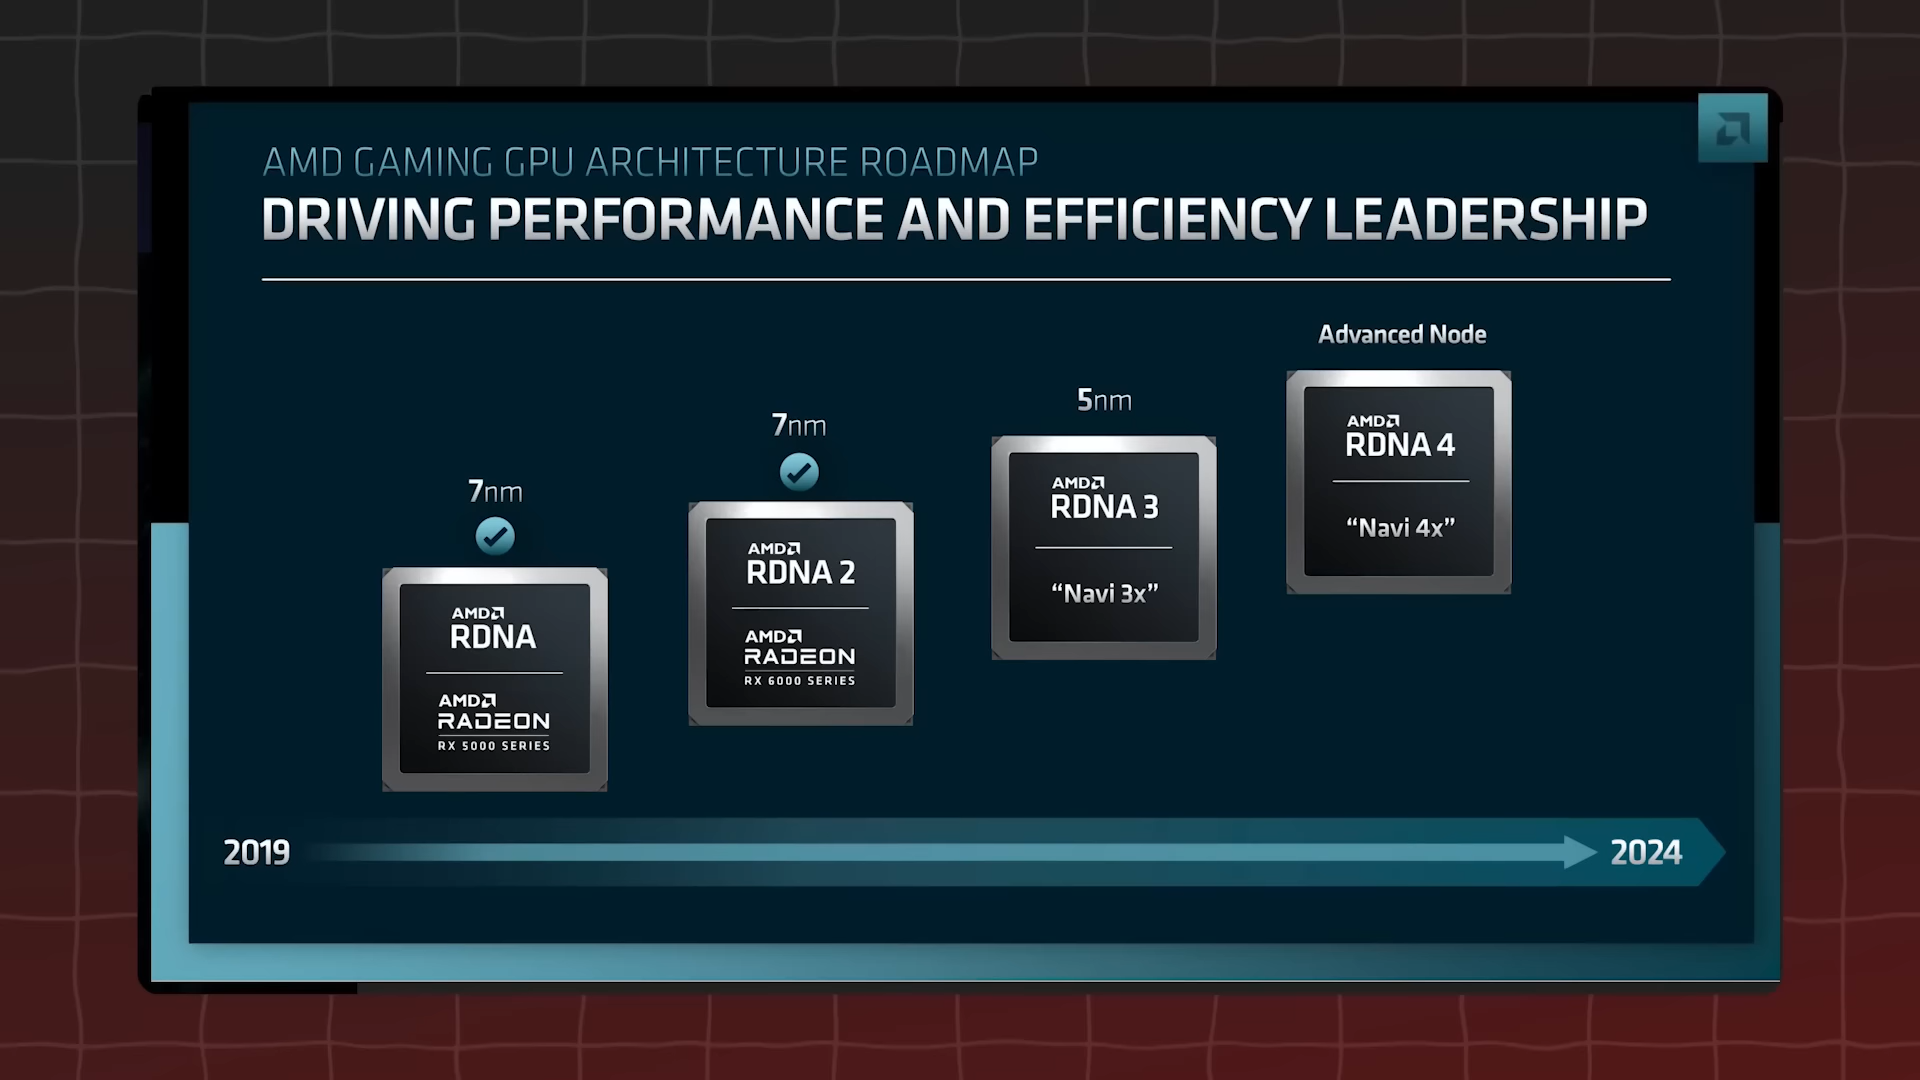 AMD GAMING GPU ARCHITECTURE ROADMAP
DRIVING PERFORMANCE AND EFFICIENCY LEADERSHIP
7nm
AMD
RDNA
AMD
RADEON
RX 5000 SERIES
7nm
AMD
RDNA 2
AMD
RADEON
RX 6000 SERIES
5nm
AMD
RDNA 3
“Navi 3x”
Advanced Node
AMD
RDNA 4
“Navi 4x”
2019
2024